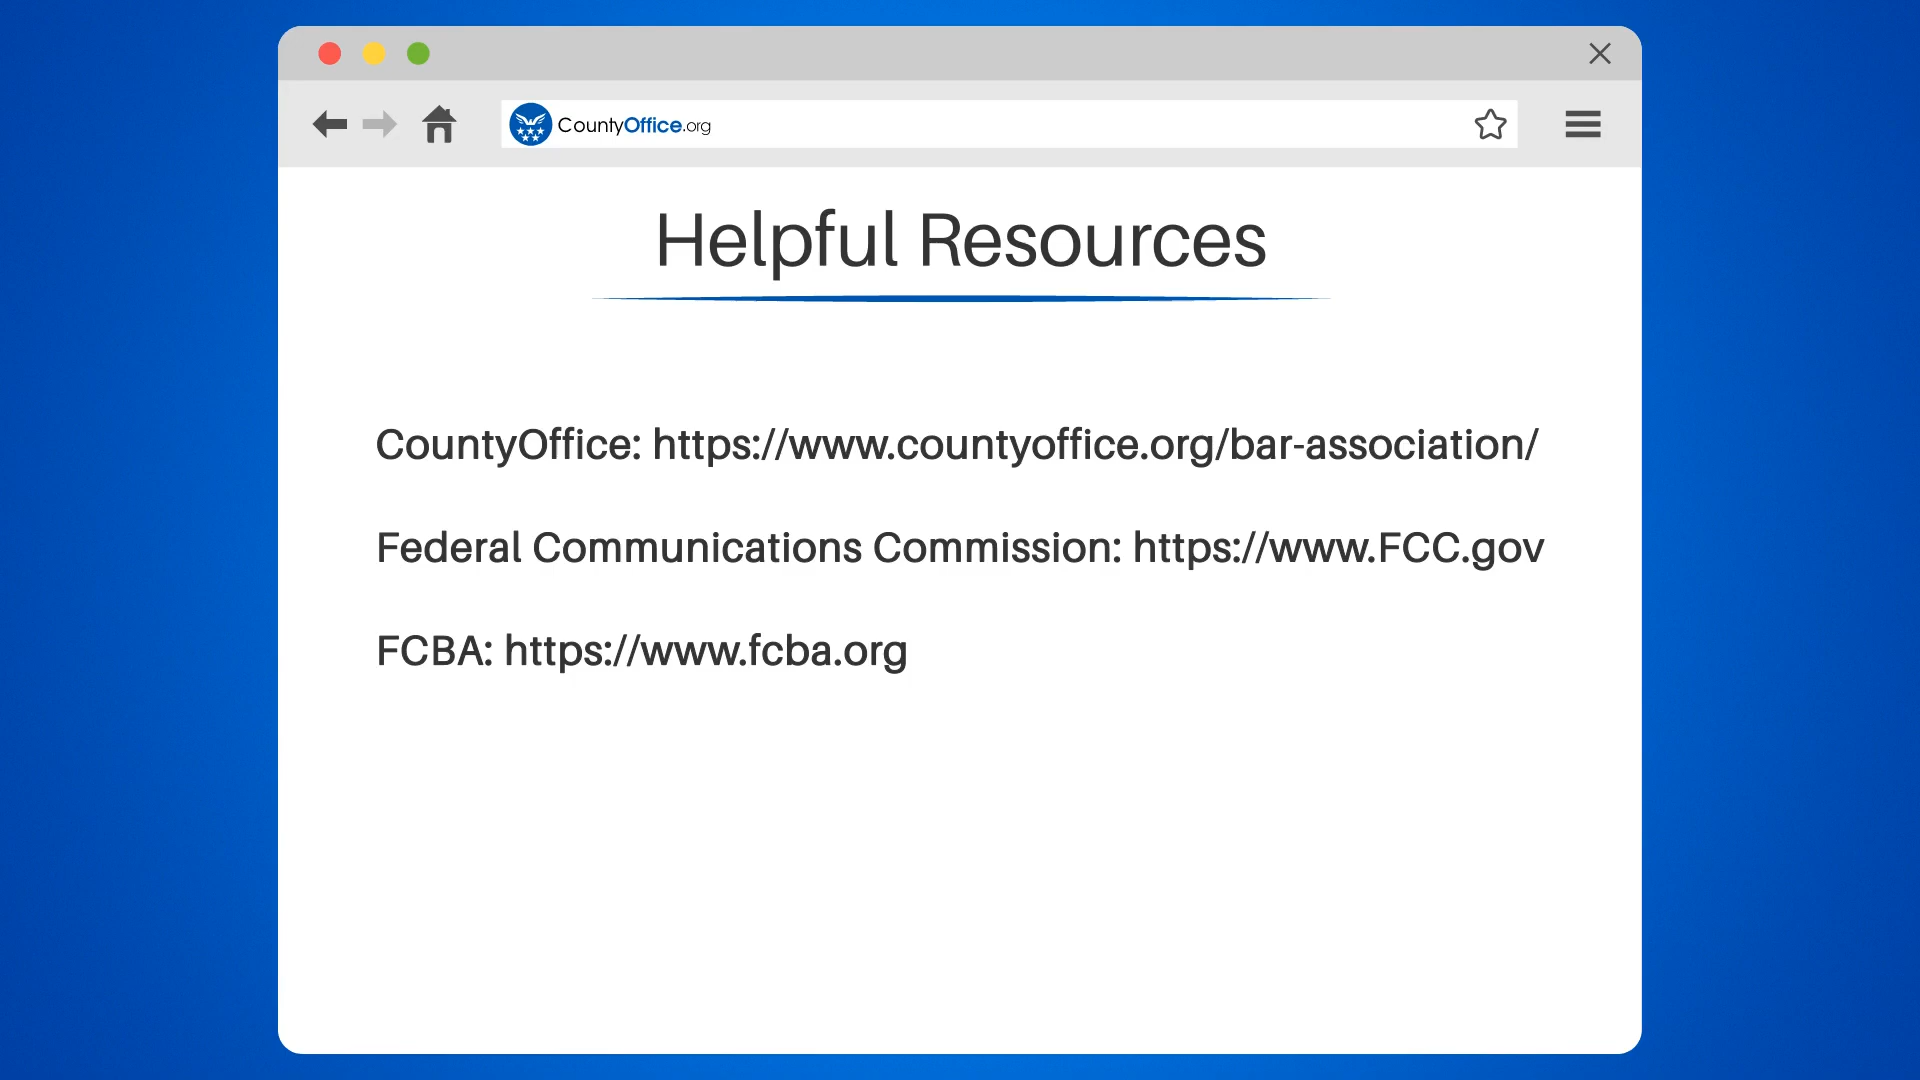 CountyOffice.org
Helpful Resources
CountyOffice: https://www.countyoffice.org/bar-association/
Federal Communications Commission: https://www.FCC.gov
FCBA: https://www.fcba.org